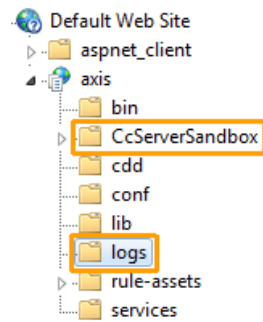 Default Web Site
aspnet_client
axis
bin
CcServerSandbox
cdd
conf
lib
logs
rule-assets
services